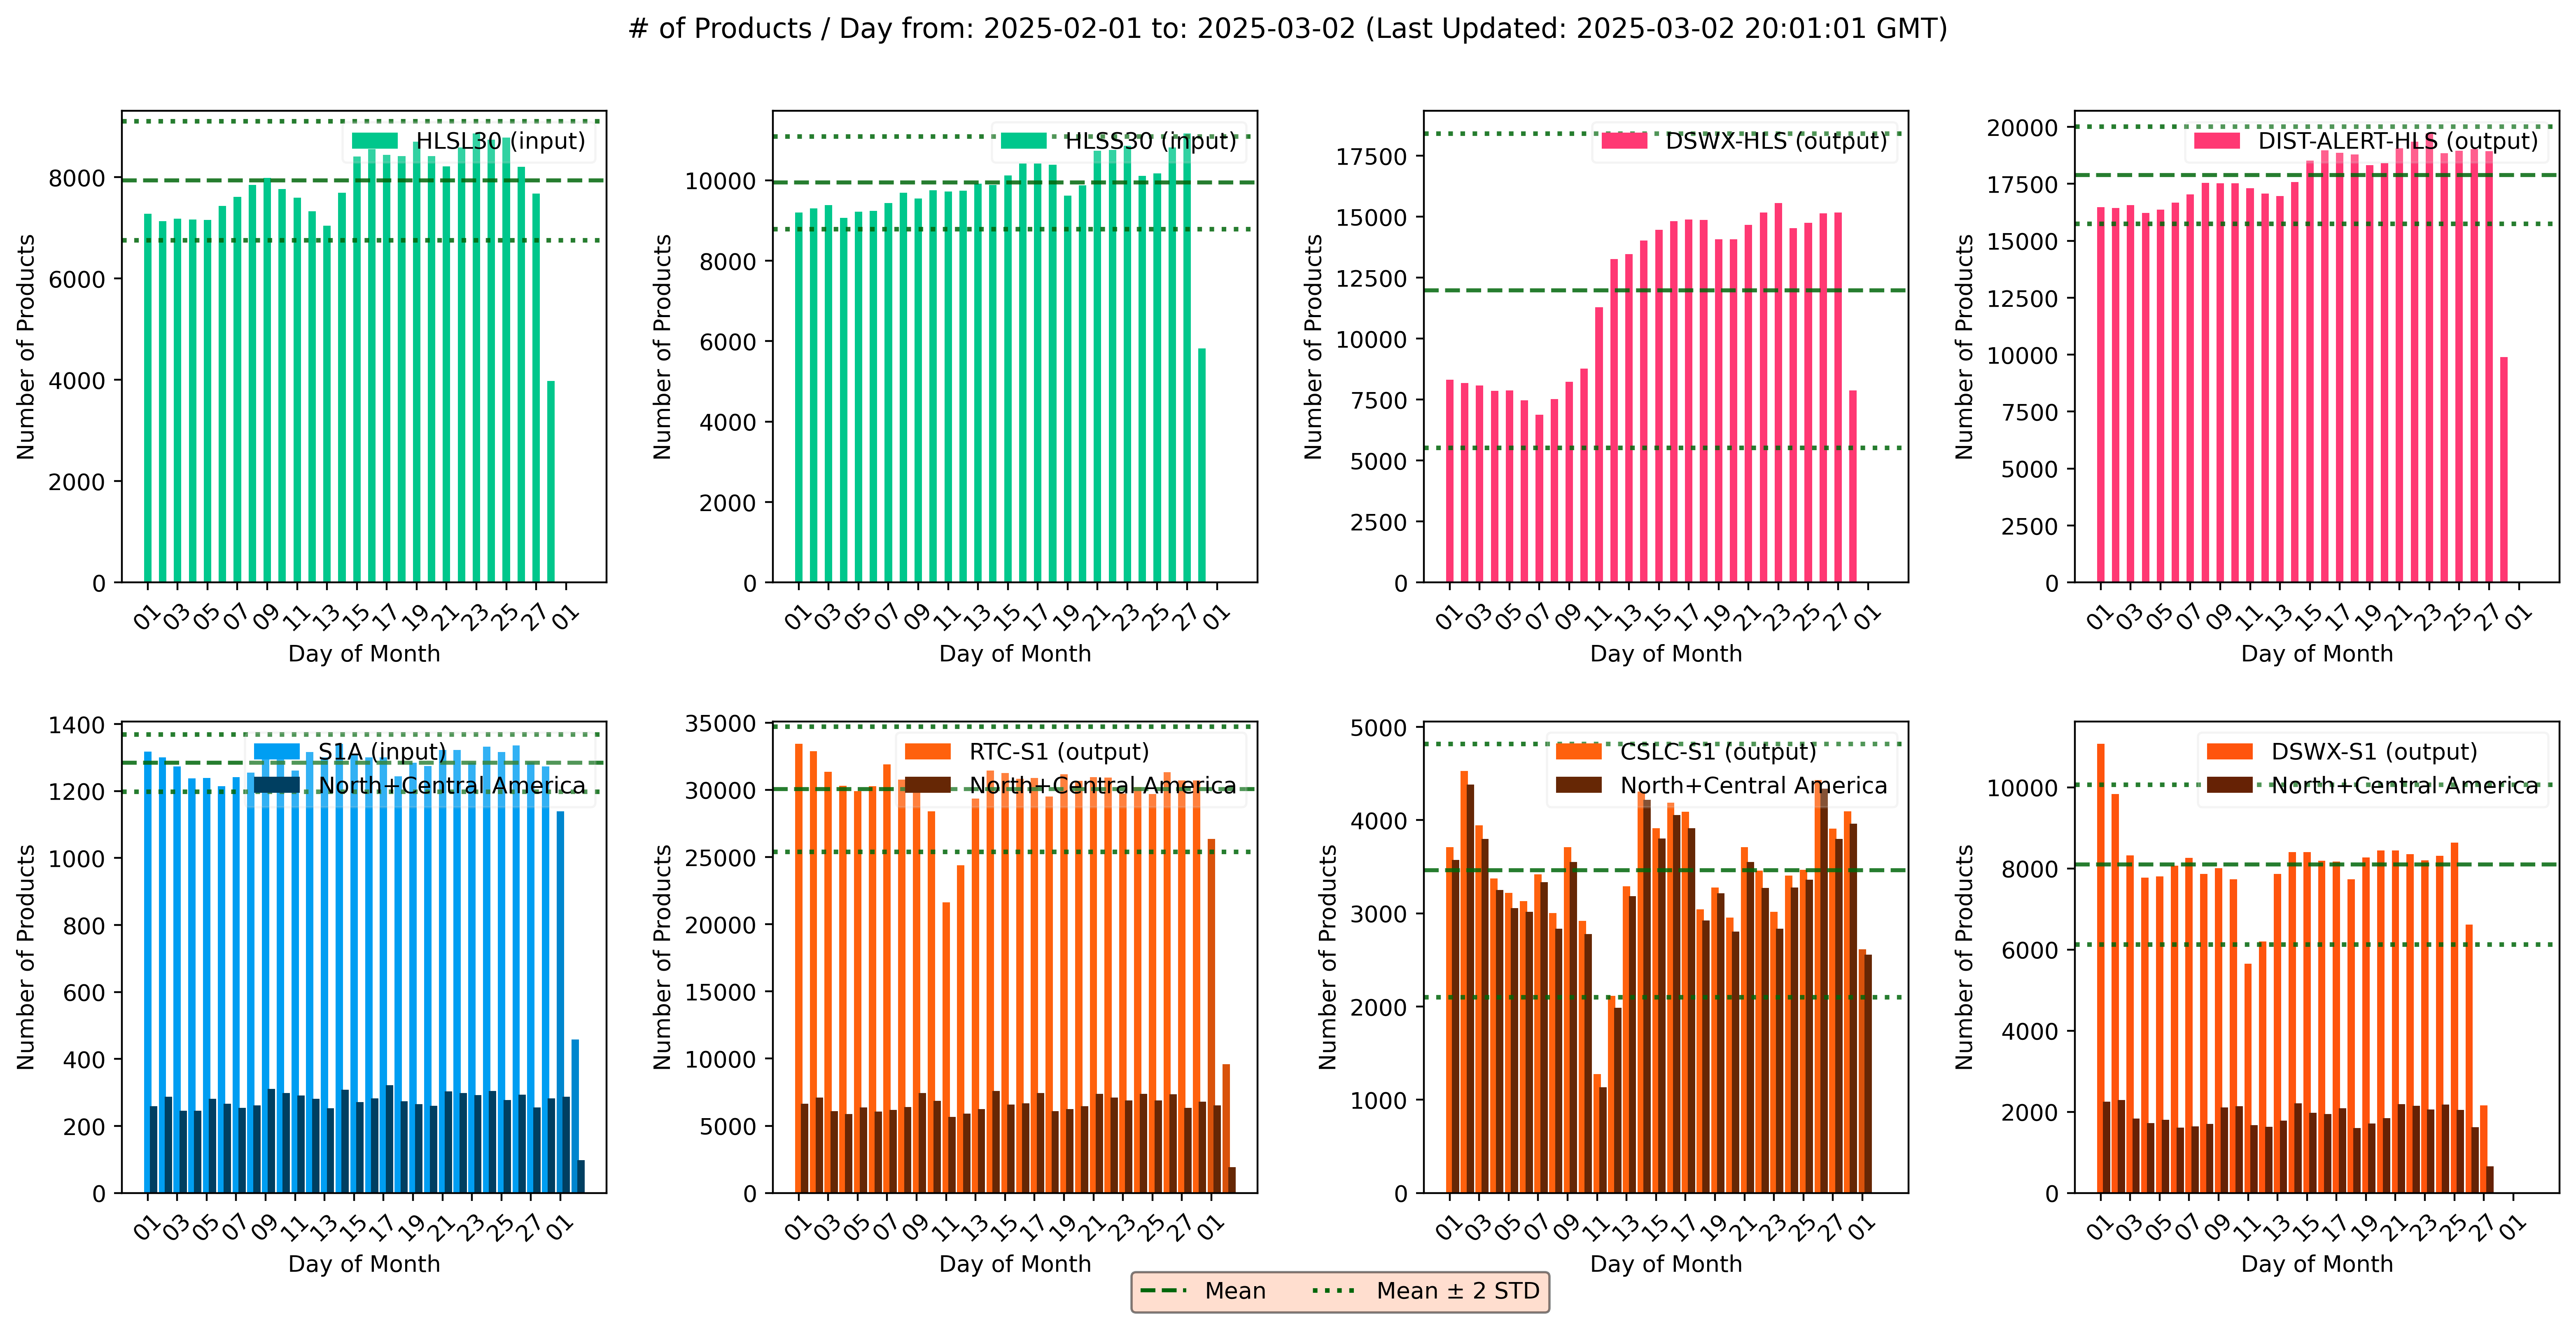 # of Products / Day from: 2025-02-01 to: 2025-03-02 (Last Updated: 2025-03-02 20:01:01 GMT)
HLSL30 (input)
Number of Products
8000
6000
4000
2000
0
01 03 05 07 09 11 13 15 17 19 21 23 25 27 01
Day of Month
HLSS30 (input)
Number of Products
10000
8000
6000
4000
2000
0
01 03 05 07 09 11 13 15 17 19 21 23 25 27 01
Day of Month
DSWX-HLS (output)
Number of Products
17500
15000
12500
10000
7500
5000
2500
0
01 03 05 07 09 11 13 15 17 19 21 23 25 27 01
Day of Month
DIST-ALERT-HLS (output)
Number of Products
20000
17500
15000
12500
10000
7500
5000
2500
0
01 03 05 07 09 11 13 15 17 19 21 23 25 27 01
Day of Month
S1A (input)
North+Central America
Number of Products
1400
1200
1000
800
600
400
200
0
01 03 05 07 09 11 13 15 17 19 21 23 25 27 01
Day of Month
RTC-S1 (output)
North+Central America
Number of Products
35000
30000
25000
20000
15000
10000
5000
0
01 03 05 07 09 11 13 15 17 19 21 23 25 27 01
Day of Month
CSLC-S1 (output)
North+Central America
Number of Products
5000
4000
3000
2000
1000
0
01 03 05 07 09 11 13 15 17 19 21 23 25 27 01
Day of Month
DSWX-S1 (output)
North+Central America
Number of Products
10000
8000
6000
4000
2000
0
01 03 05 07 09 11 13 15 17 19 21 23 25 27 01
Day of Month
Mean
Mean ± 2 STD